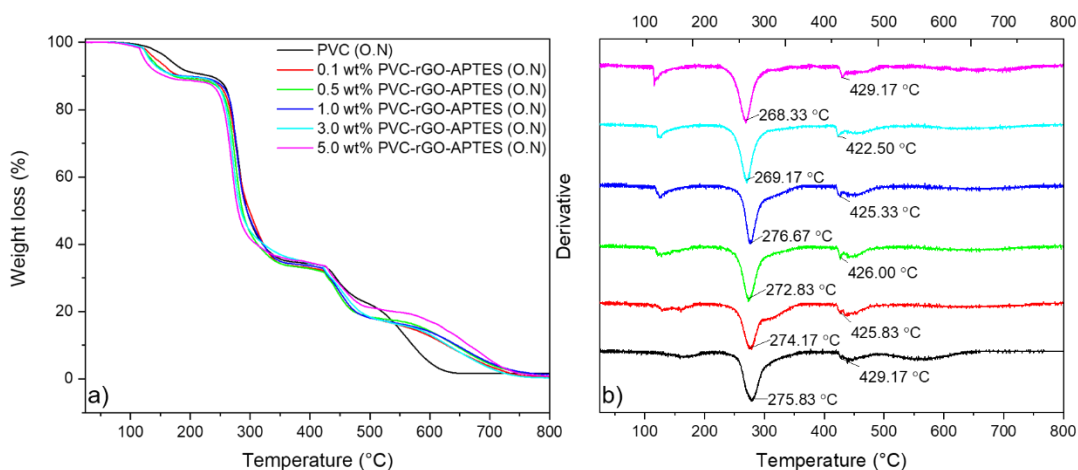 100
80
60
40
20
0
Weight loss (%)
PVC (O.N)
0.1 wt% PVC-rGO-APTES (O.N)
0.5 wt% PVC-rGO-APTES (O.N)
1.0 wt% PVC-rGO-APTES (O.N)
3.0 wt% PVC-rGO-APTES (O.N)
5.0 wt% PVC-rGO-APTES (O.N)
a)
100 200 300 400 500 600 700 800
Temperature (°C)
100 200 300 400 500 600 700 800
Derivative
429.17 °C
268.33 °C
422.50 °C
269.17 °C
425.33 °C
276.67 °C
426.00 °C
272.83 °C
425.83 °C
274.17 °C
429.17 °C
275.83 °C
b)
100 200 300 400 500 600 700 800
Temperature (°C)